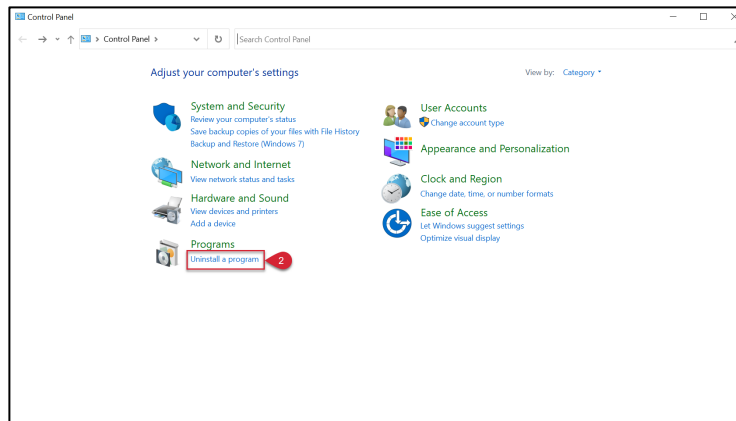 Control Panel
Control Panel
Search Control Panel
Adjust your computer's settings
View by: Category
System and Security
Review your computer's status
Save backup copies of your files with File History
Backup and Restore (Windows 7)
Network and Internet
View network status and tasks
Hardware and Sound
View devices and printers
Add a device
Programs
Uninstall a program
2
User Accounts
Change account type
Appearance and Personalization
Clock and Region
Change date, time, or number formats
Ease of Access
Let Windows suggest settings
Optimize visual display